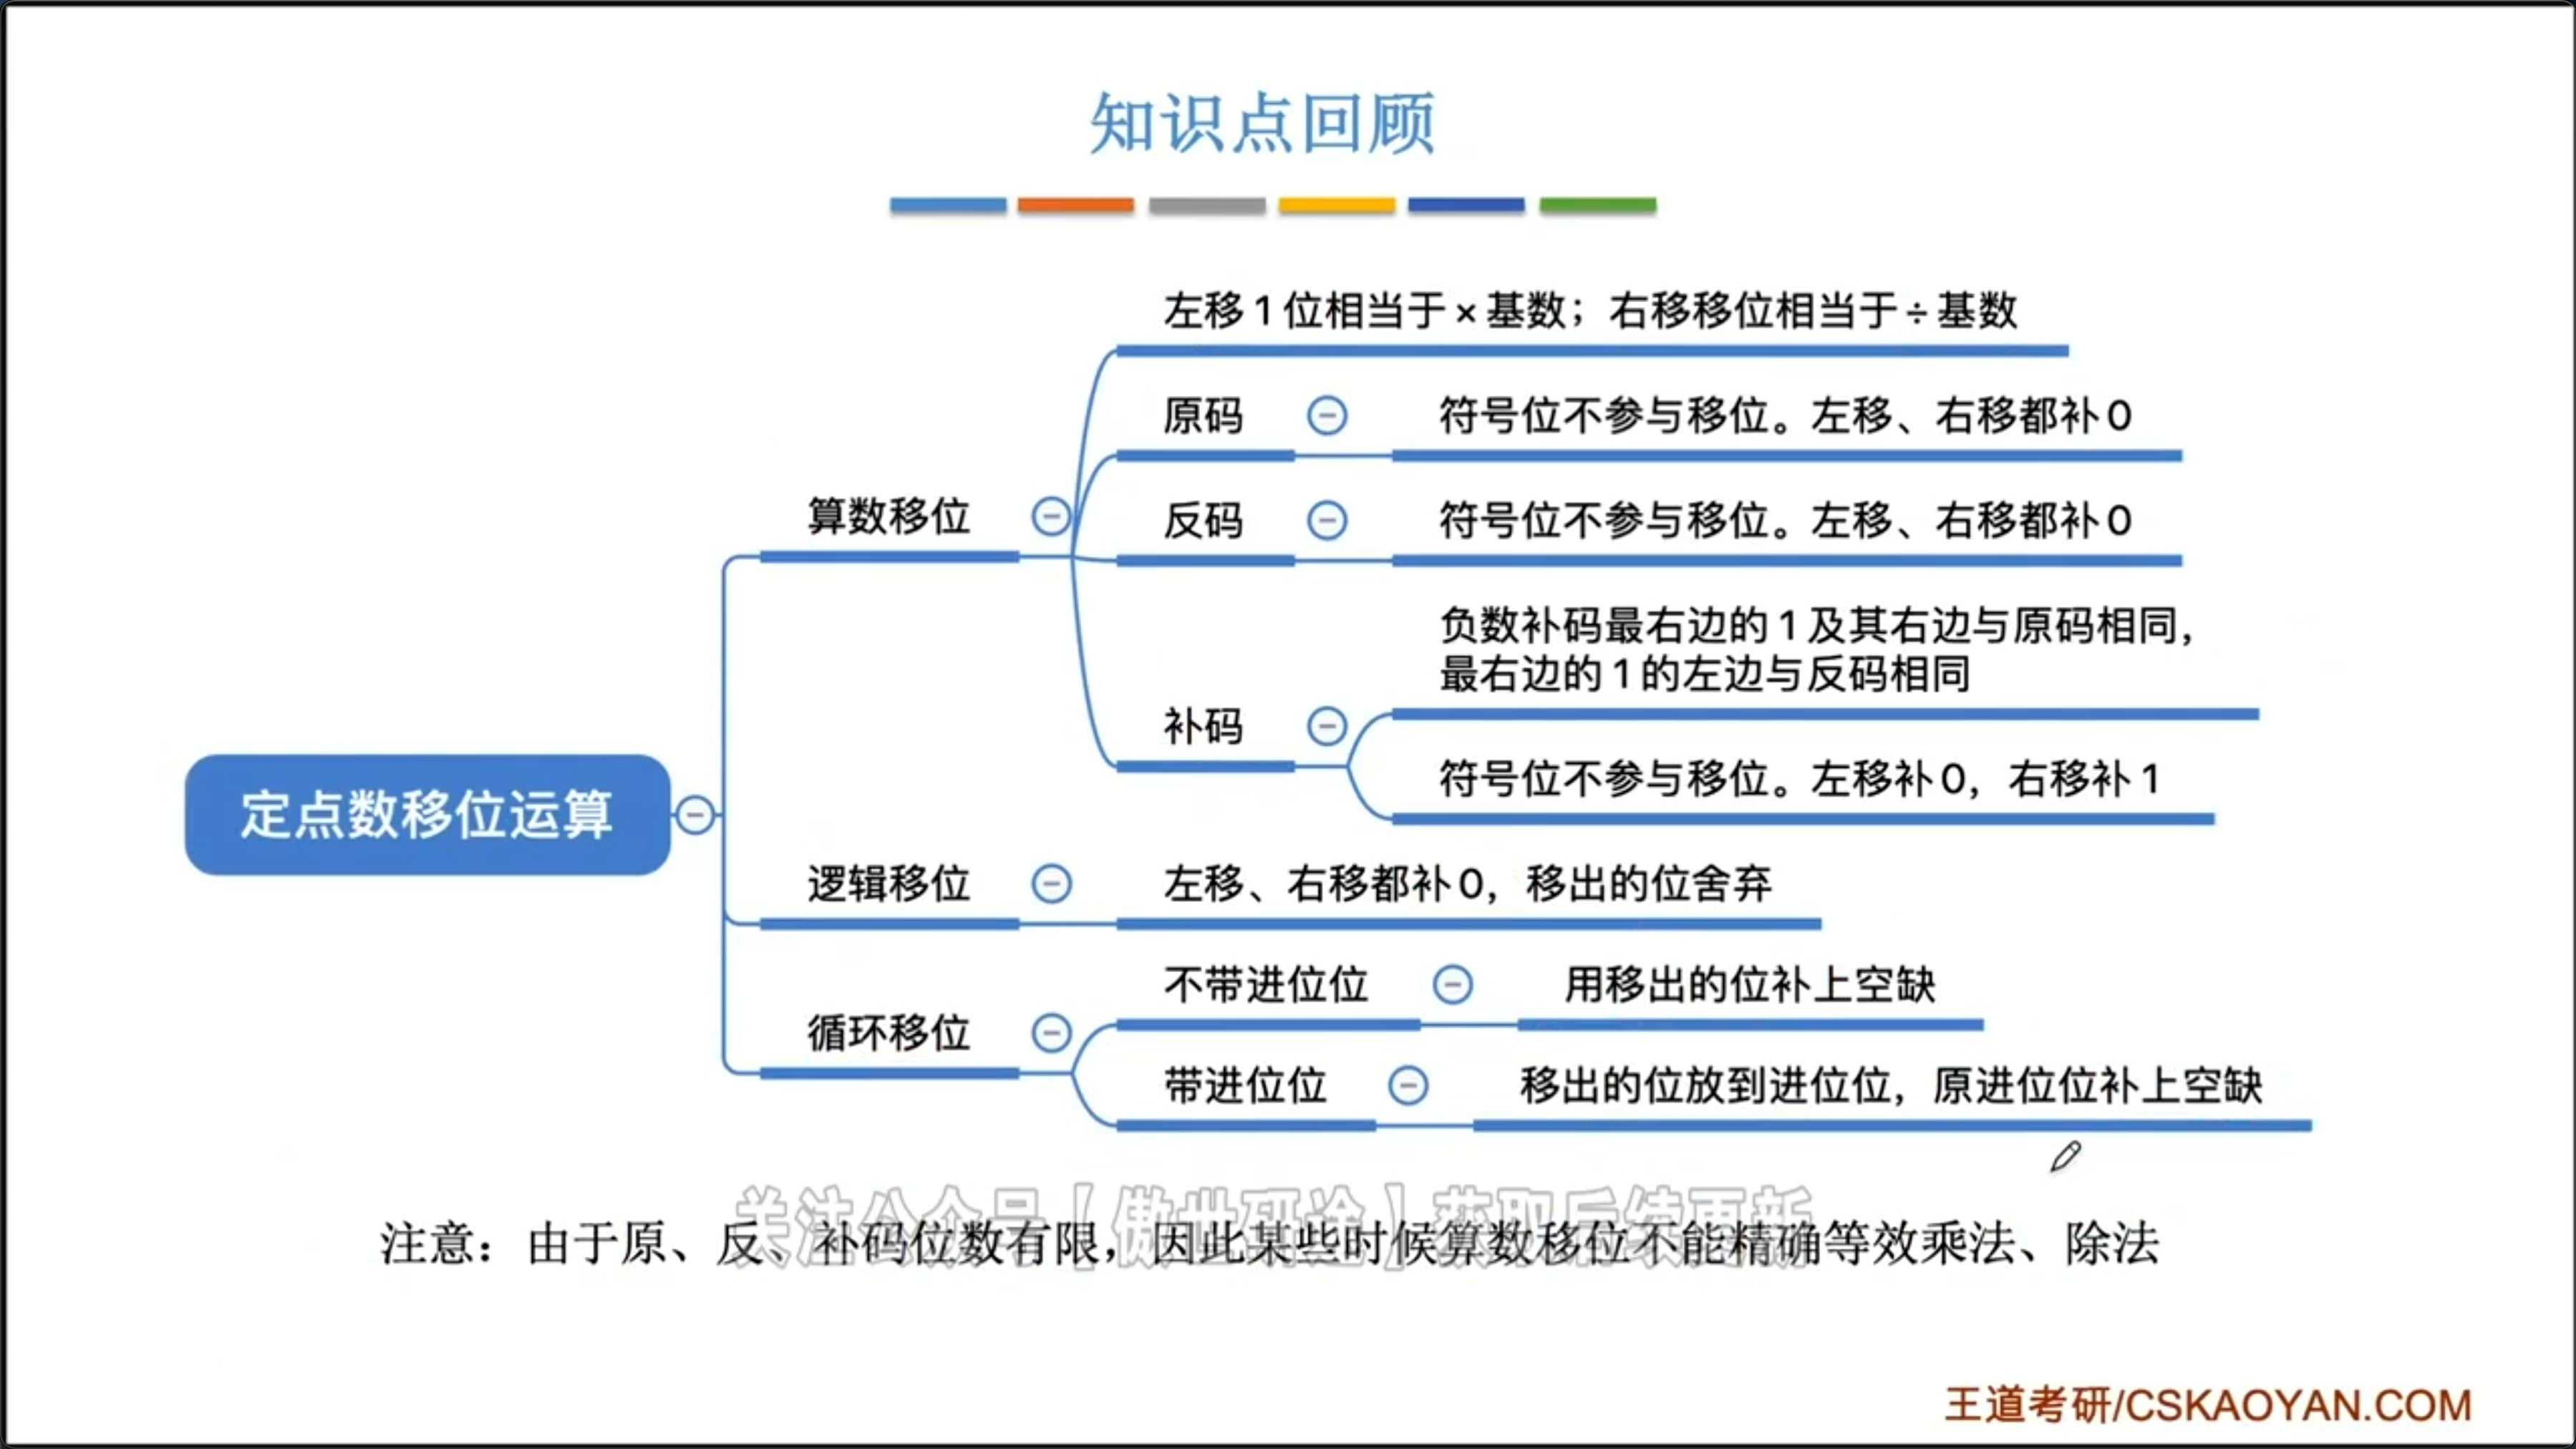 知识点回顾
左移1位相当于×基数；右移移位相当于÷基数
原码
符号位不参与移位。左移、右移都补0
算数移位
反码
符号位不参与移位。左移、右移都补0
负数补码最右边的1及其右边与原码相同，
最右边的1的左边与反码相同
补码
符号位不参与移位。左移补0，右移补1
定点数移位运算
逻辑移位
左移、右移都补0，移出的位舍弃
不带进位位
用移出的位补上空缺
循环移位
带进位位
移出的位放到进位位，原进位位补上空缺
关注公众号【傲世研途】获取后续更新
注意：由于原、反、补码位数有限，因此某些时候算数移位不能精确等效乘法、除法
王道考研/CSKAOYAN.COM